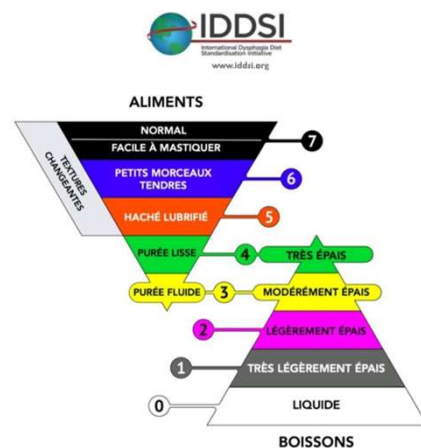 IDDSI
International Dysphagia Diet
Standardisation Initiative
www.iddsi.org
ALIMENTS
NORMAL
7
FACILE À MASTIQUER
TEXTURES
CHANGEANTES
PETITS MORCEAUX
TENDRES
6
HACHÉ LUBRIFIÉ
5
PURÉE LISSE
4
TRÈS ÉPAIS
PURÉE FLUIDE
3
MODÉRÉMENT ÉPAIS
2
LÉGÈREMENT ÉPAIS
1
TRÈS LÉGÈREMENT ÉPAIS
0
LIQUIDE
BOISSONS